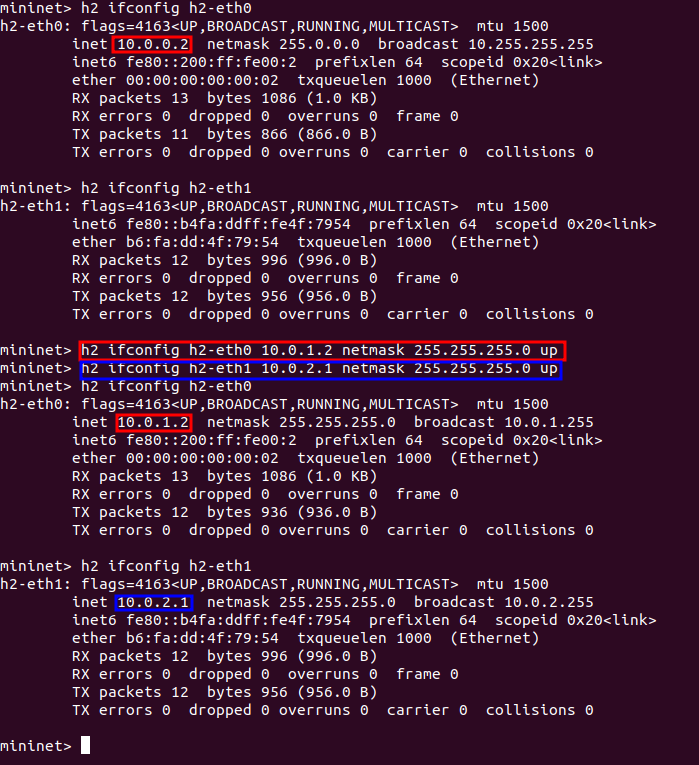 mininet> h2 ifconfig h2-eth0
h2-eth0: flags=4163<UP,BROADCAST,RUNNING,MULTICAST>  mtu 1500
        inet 10.0.0.2  netmask 255.0.0.0  broadcast 10.255.255.255
        inet6 fe80::200:ff:fe00:2  prefixlen 64  scopeid 0x20<link>
        ether 00:00:00:00:00:02  txqueuelen 1000  (Ethernet)
        RX packets 13  bytes 1086 (1.0 KB)
        RX errors 0  dropped 0  overruns 0  frame 0
        TX packets 11  bytes 866 (866.0 B)
        TX errors 0  dropped 0 overruns 0  carrier 0  collisions 0

mininet> h2 ifconfig h2-eth1
h2-eth1: flags=4163<UP,BROADCAST,RUNNING,MULTICAST>  mtu 1500
        inet6 fe80::b4fa:ddff:fe4f:7954  prefixlen 64  scopeid 0x20<link>
        ether b6:fa:dd:4f:79:54  txqueuelen 1000  (Ethernet)
        RX packets 12  bytes 996 (996.0 B)
        RX errors 0  dropped 0  overruns 0  frame 0
        TX packets 12  bytes 956 (956.0 B)
        TX errors 0  dropped 0 overruns 0  carrier 0  collisions 0

mininet> h2 ifconfig h2-eth0 10.0.1.2 netmask 255.255.255.0 up
mininet> h2 ifconfig h2-eth1 10.0.2.1 netmask 255.255.255.0 up
mininet> h2 ifconfig h2-eth0
h2-eth0: flags=4163<UP,BROADCAST,RUNNING,MULTICAST>  mtu 1500
        inet 10.0.1.2  netmask 255.255.255.0  broadcast 10.0.1.255
        inet6 fe80::200:ff:fe00:2  prefixlen 64  scopeid 0x20<link>
        ether 00:00:00:00:00:02  txqueuelen 1000  (Ethernet)
        RX packets 13  bytes 1086 (1.0 KB)
        RX errors 0  dropped 0  overruns 0  frame 0
        TX packets 12  bytes 936 (936.0 B)
        TX errors 0  dropped 0 overruns 0  carrier 0  collisions 0

mininet> h2 ifconfig h2-eth1
h2-eth1: flags=4163<UP,BROADCAST,RUNNING,MULTICAST>  mtu 1500
        inet 10.0.2.1  netmask 255.255.255.0  broadcast 10.0.2.255
        inet6 fe80::b4fa:ddff:fe4f:7954  prefixlen 64  scopeid 0x20<link>
        ether b6:fa:dd:4f:79:54  txqueuelen 1000  (Ethernet)
        RX packets 12  bytes 996 (996.0 B)
        RX errors 0  dropped 0  overruns 0  frame 0
        TX packets 12  bytes 956 (956.0 B)
        TX errors 0  dropped 0 overruns 0  carrier 0  collisions 0

mininet>